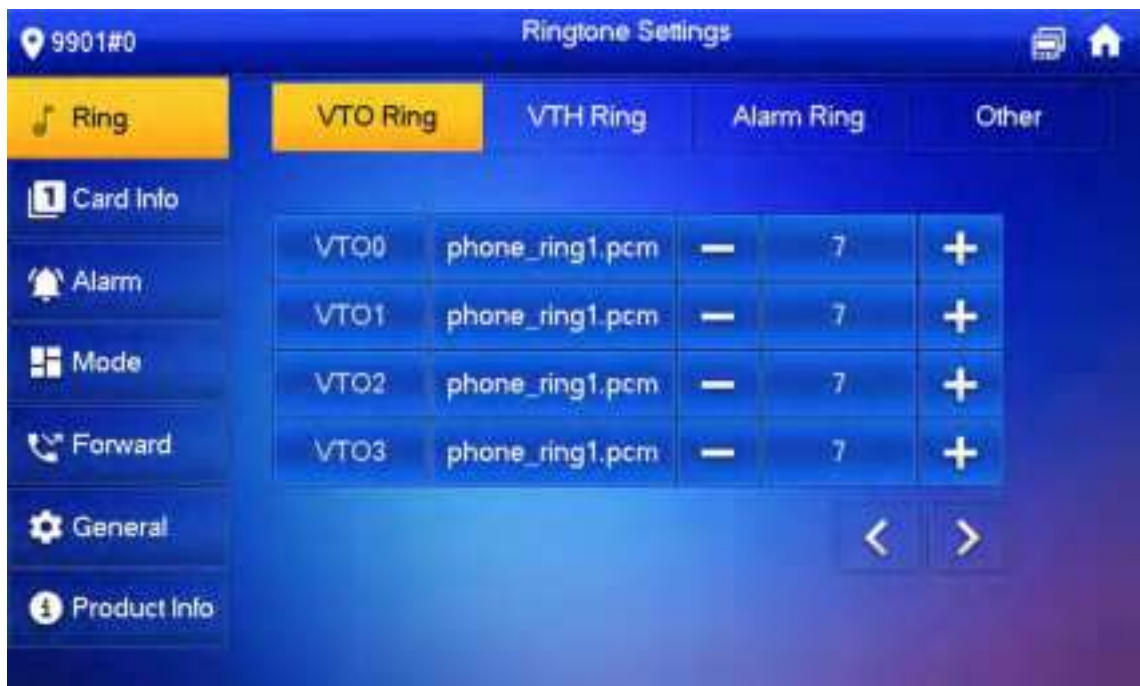 9901#0
Ringtone Settings
Ring
VTO Ring
VTH Ring
Alarm Ring
Other
1 Card Info
Alarm
Mode
Forward
General
i Product Info
VTO0 phone_ring1.pcm − 7 +
VTO1 phone_ring1.pcm − 7 +
VTO2 phone_ring1.pcm − 7 +
VTO3 phone_ring1.pcm − 7 +
< >